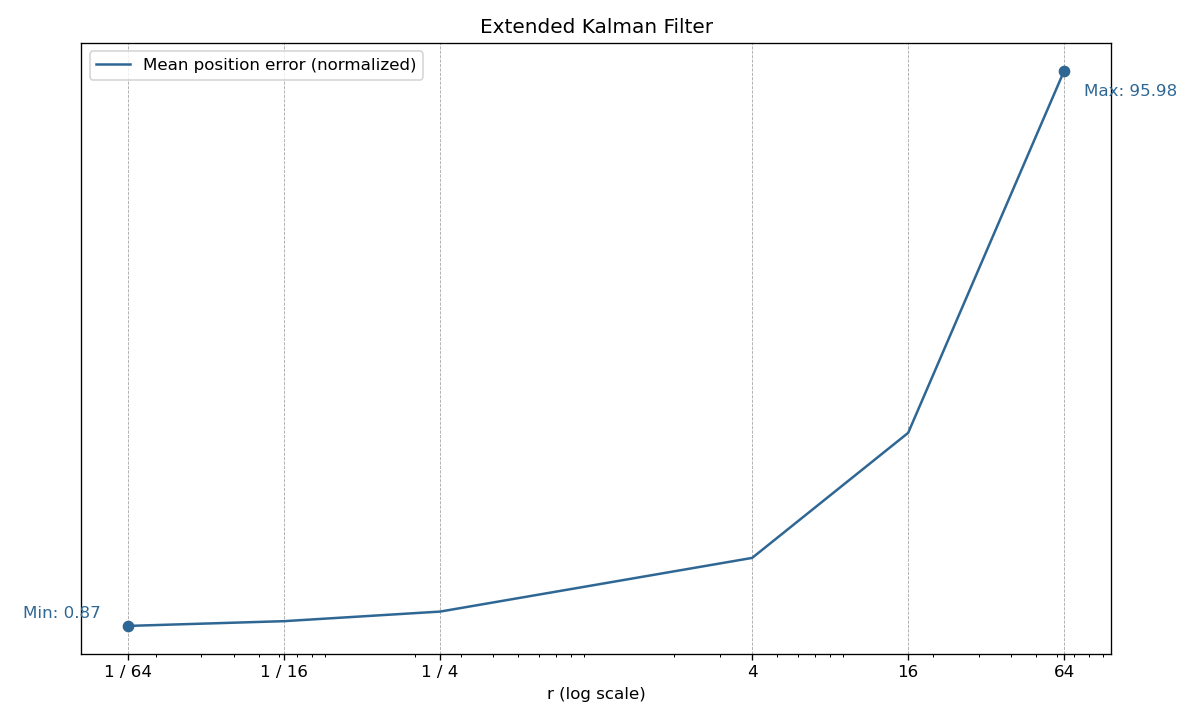 Extended Kalman Filter
Mean position error (normalized)
Max: 95.98
Min: 0.87
1 / 64
1 / 16
1 / 4
4
16
64
r (log scale)